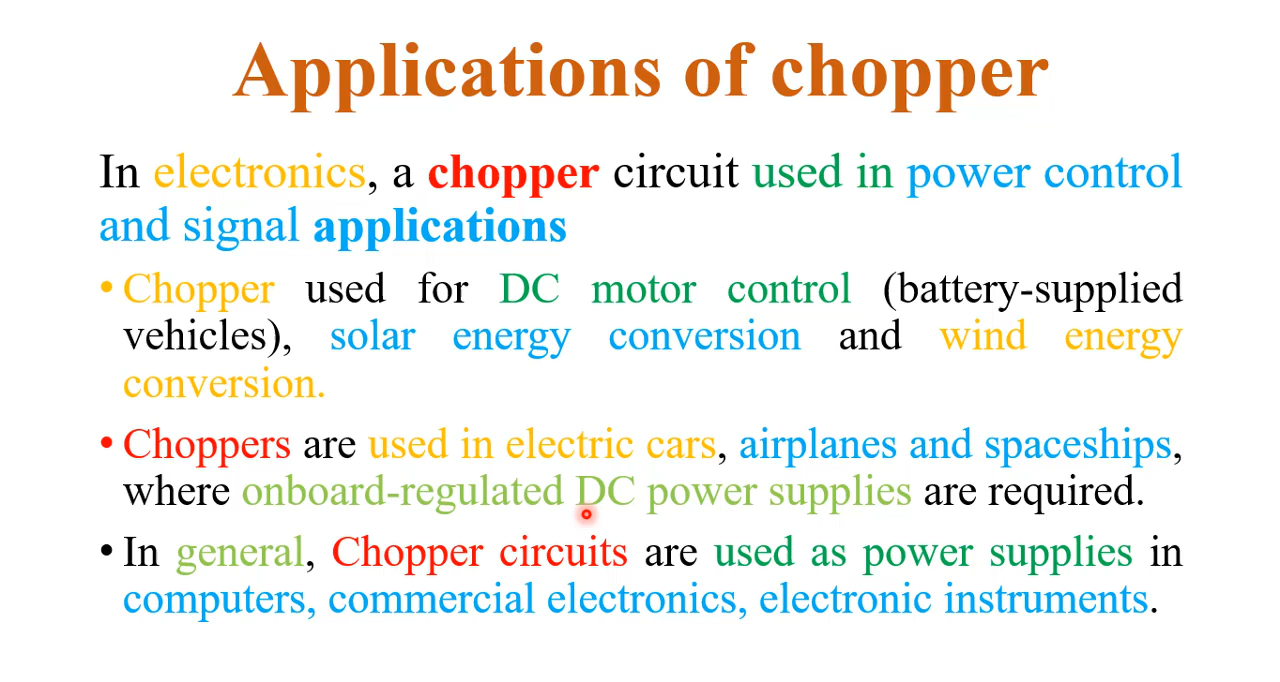 Applications of chopper
In electronics, a chopper circuit used in power control
and signal applications
• Chopper used for DC motor control (battery-supplied
vehicles), solar energy conversion and wind energy
conversion.
• Choppers are used in electric cars, airplanes and spaceships,
where onboard-regulated DC power supplies are required.
• In general, Chopper circuits are used as power supplies in
computers, commercial electronics, electronic instruments.